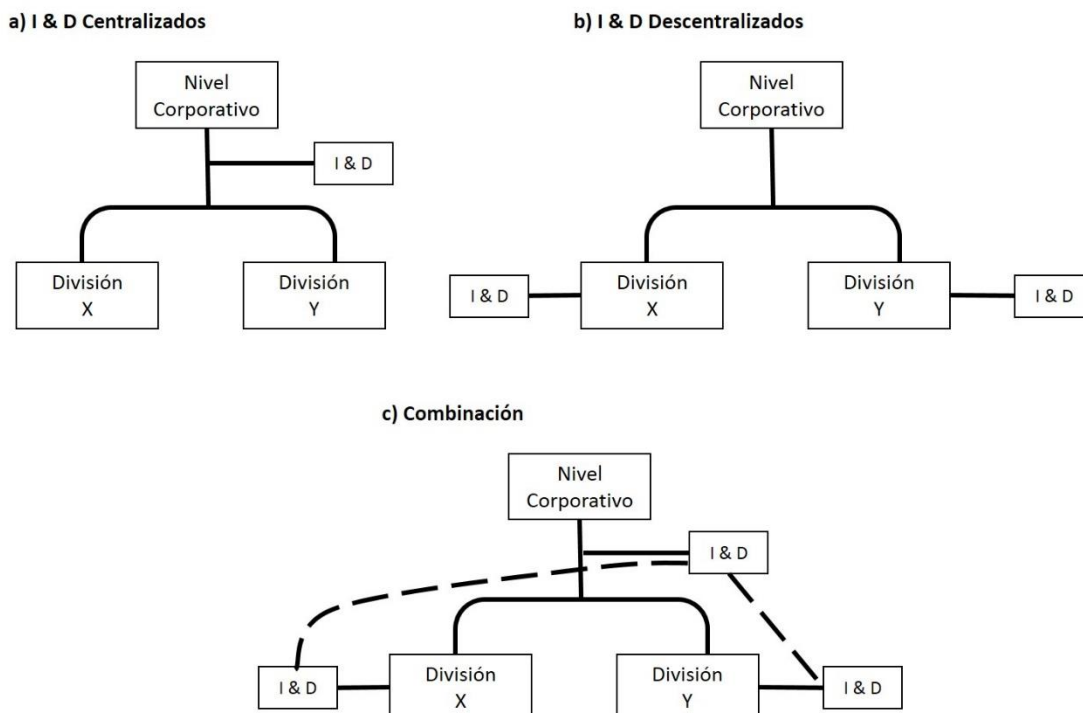 a) I & D Centralizados
Nivel
Corporativo
I & D
División
X
División
Y
b) I & D Descentralizados
Nivel
Corporativo
I & D
División
X
División
Y
I & D
c) Combinación
Nivel
Corporativo
I & D
I & D
División
X
División
Y
I & D